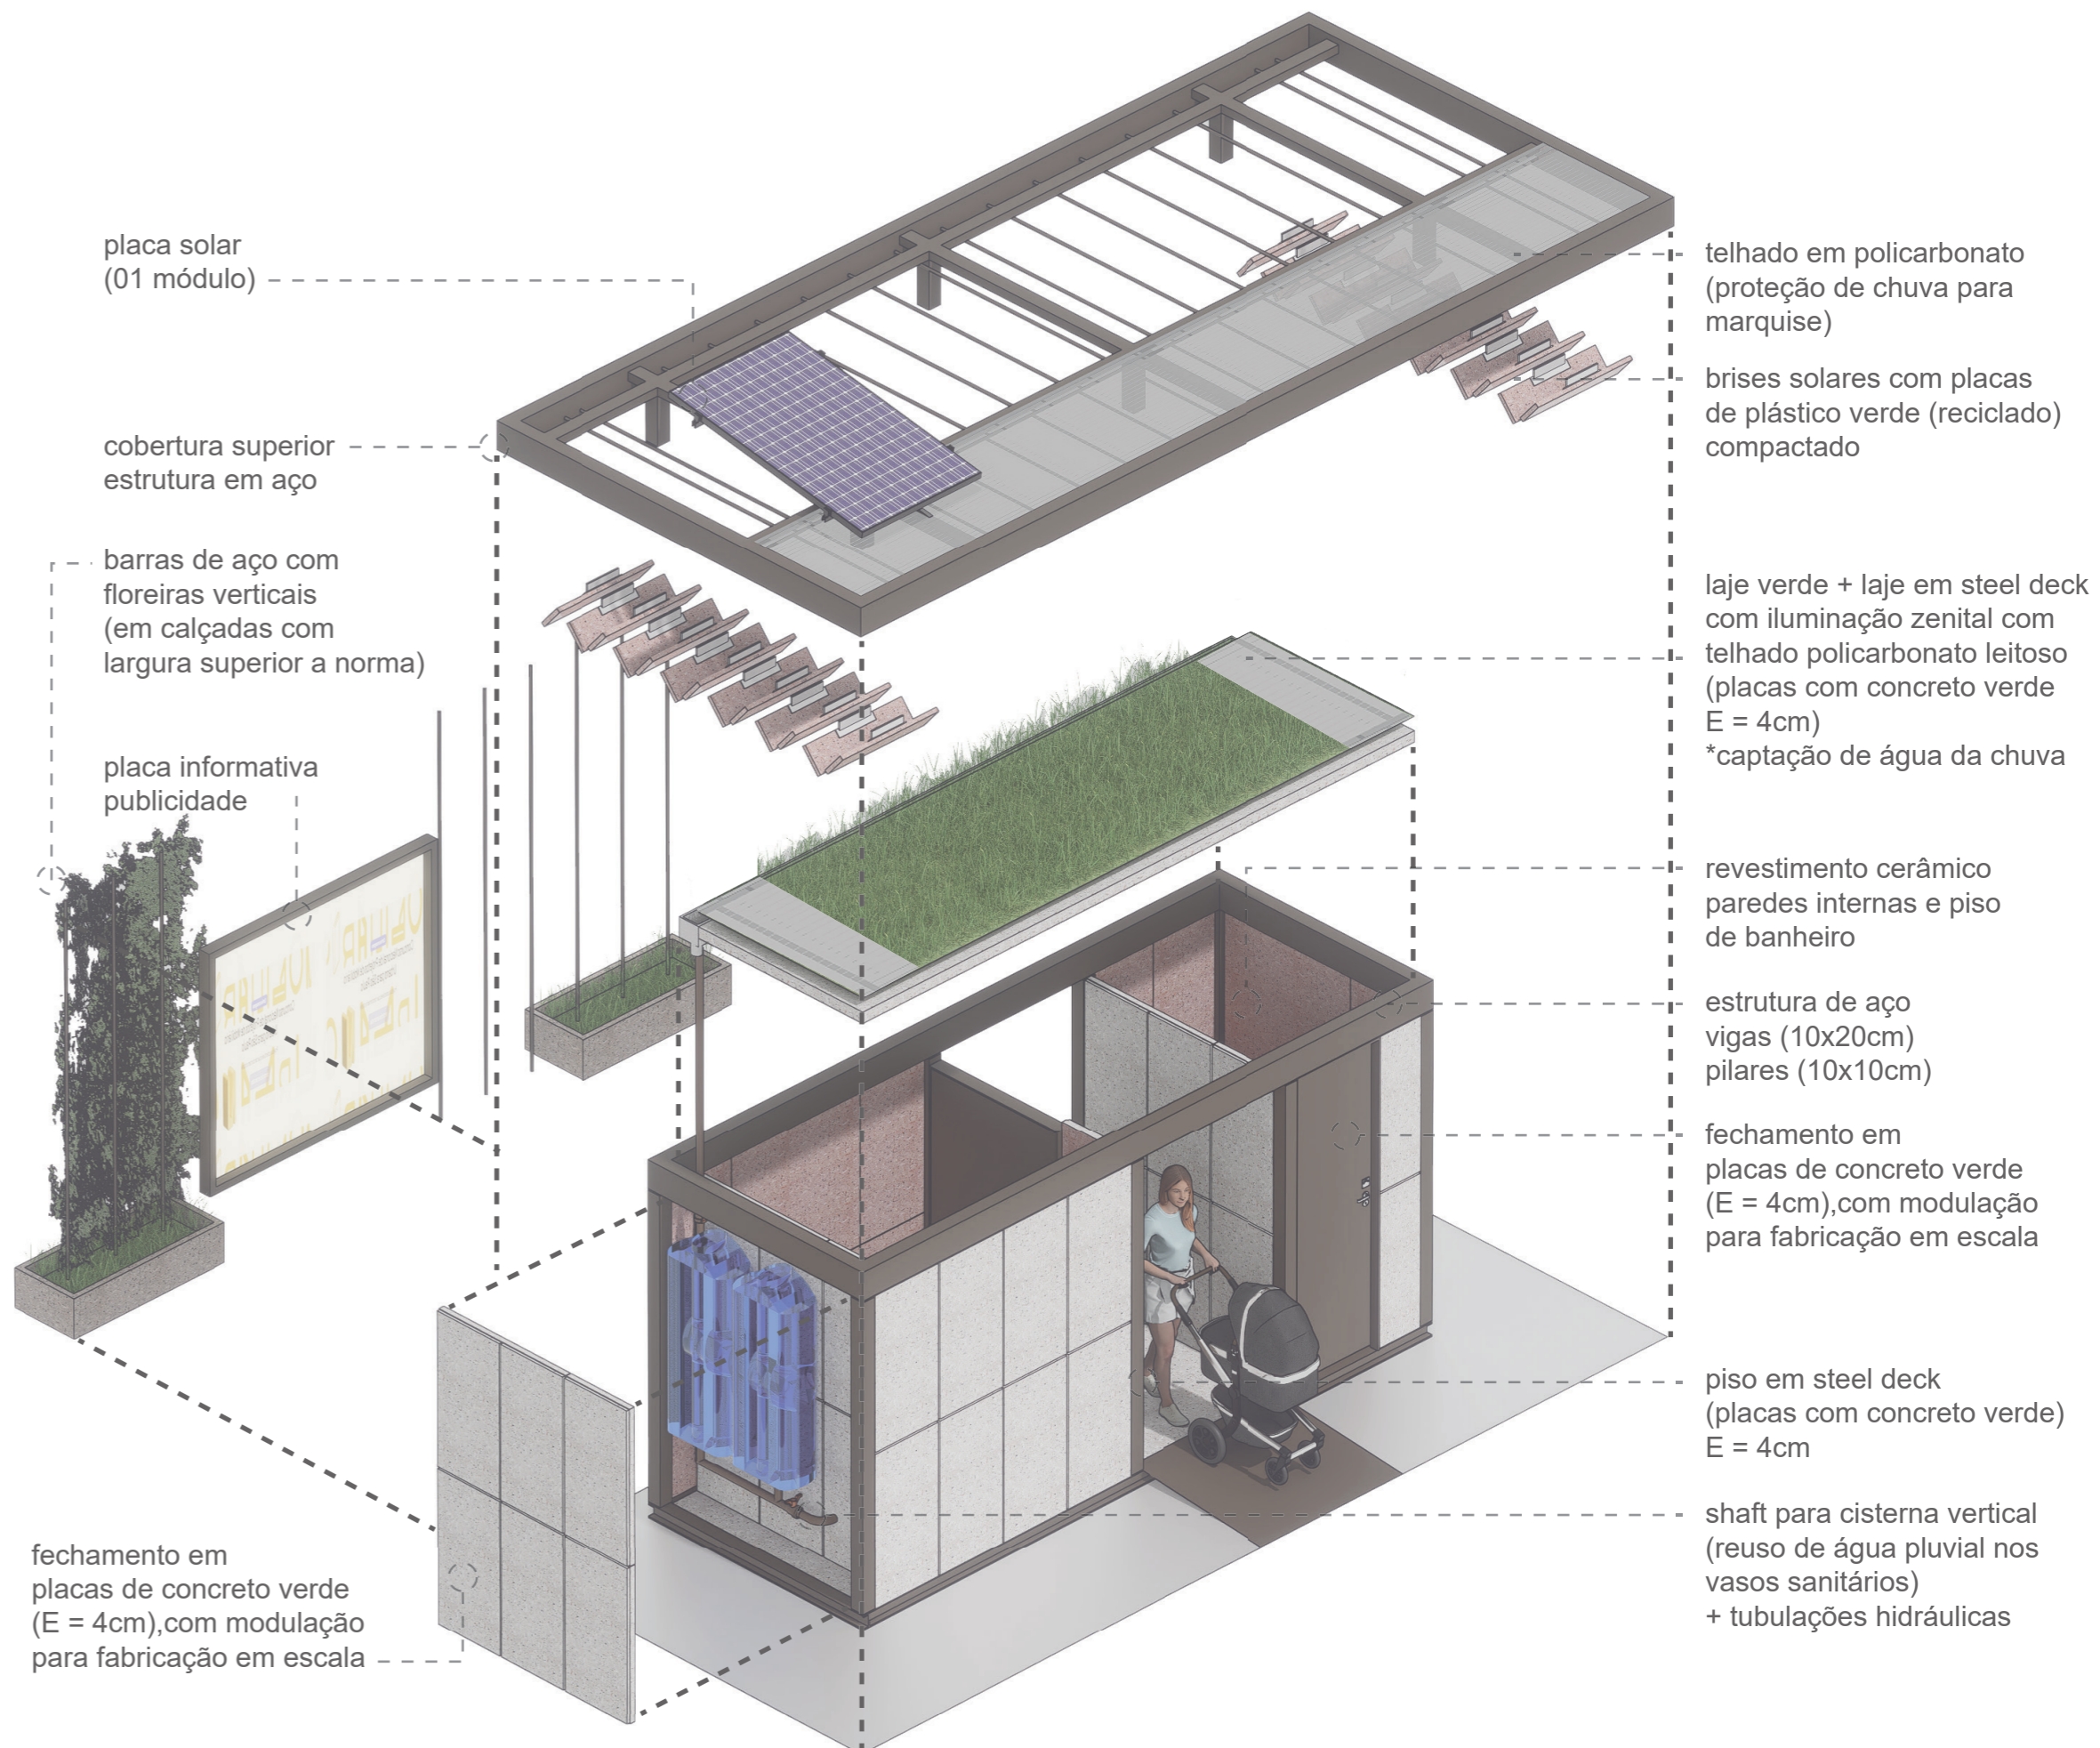 placa solar
(01 módulo)
cobertura superior
estrutura em aço
barras de aço com
floreiras verticais
(em calçadas com
largura superior a norma)
placa informativa
publicidade
fechamento em
placas de concreto verde
(E = 4cm),com modulação
para fabricação em escala
telhado em policarbonato
(proteção de chuva para
marquise)
brises solares com placas
de plástico verde (reciclado)
compactado
laje verde + laje em steel deck
com iluminação zenital com
telhado policarbonato leitoso
(placas com concreto verde
E = 4cm)
*captação de água da chuva
revestimento cerâmico
paredes internas e piso
de banheiro
estrutura de aço
vigas (10x20cm)
pilares (10x10cm)
fechamento em
placas de concreto verde
(E = 4cm),com modulação
para fabricação em escala
piso em steel deck
(placas com concreto verde)
E = 4cm
shaft para cisterna vertical
(reuso de água pluvial nos
vasos sanitários)
+ tubulações hidráulicas